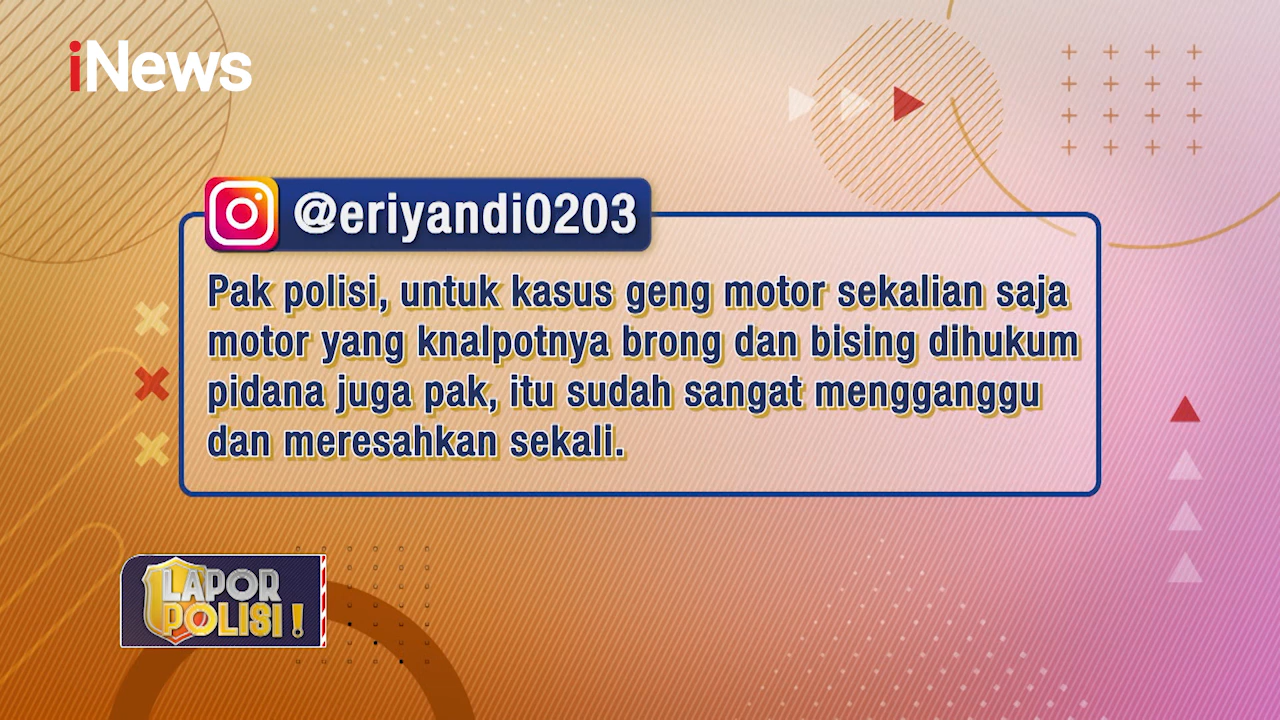 iNews
@eriyandi0203
Pak polisi, untuk kasus geng motor sekalian saja
motor yang knalpotnya brong dan bising dihukum
pidana juga pak, itu sudah sangat mengganggu
dan meresahkan sekali.
LAPOR
POLISI!